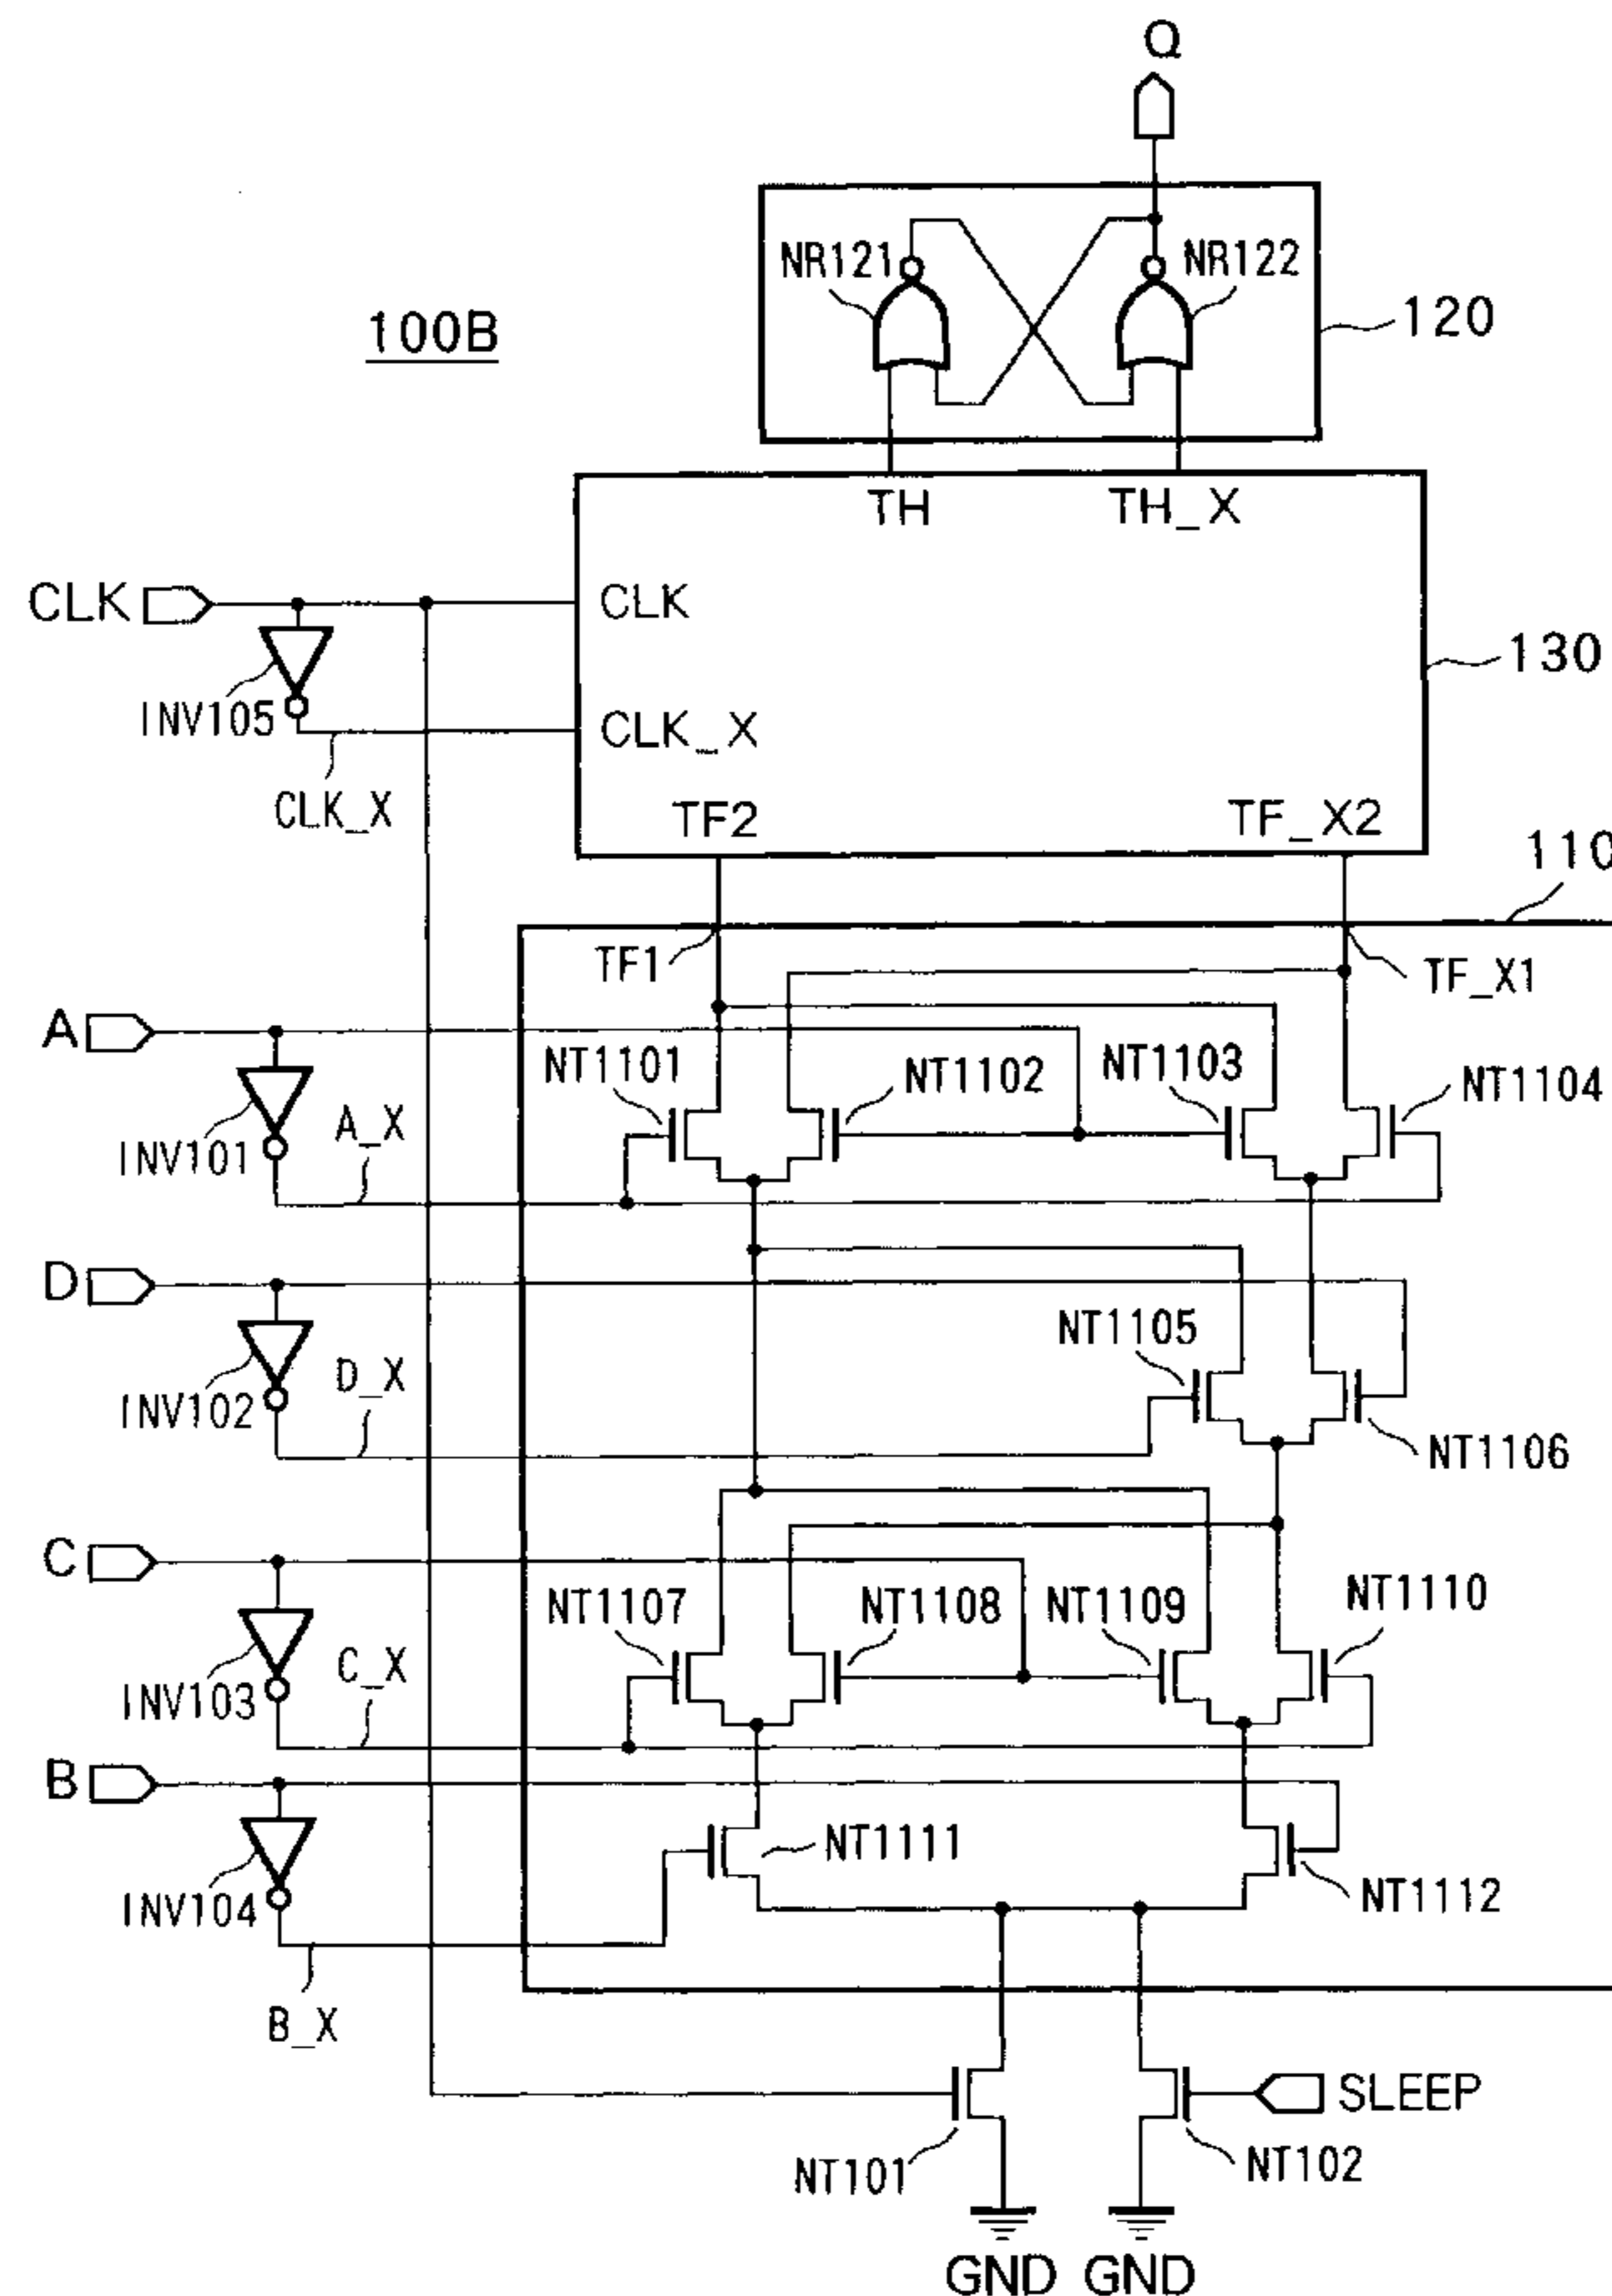 Q
NR121
NR122
100B
120
TH
TH_X
CLK
CLK
130
INV105
CLK_X
CLK_X
TF2
TF_X2
110
TF1
TF_X1
A
NT1101
NT1102
NT1103
NT1104
A_X
INV101
D
NT1105
D_X
INV102
NT1106
C
NT1107
NT1108
NT1109
NT1110
C_X
INV103
B
NT1111
INV104
NT1112
B_X
SLEEP
NT101
NT102
GND
GND